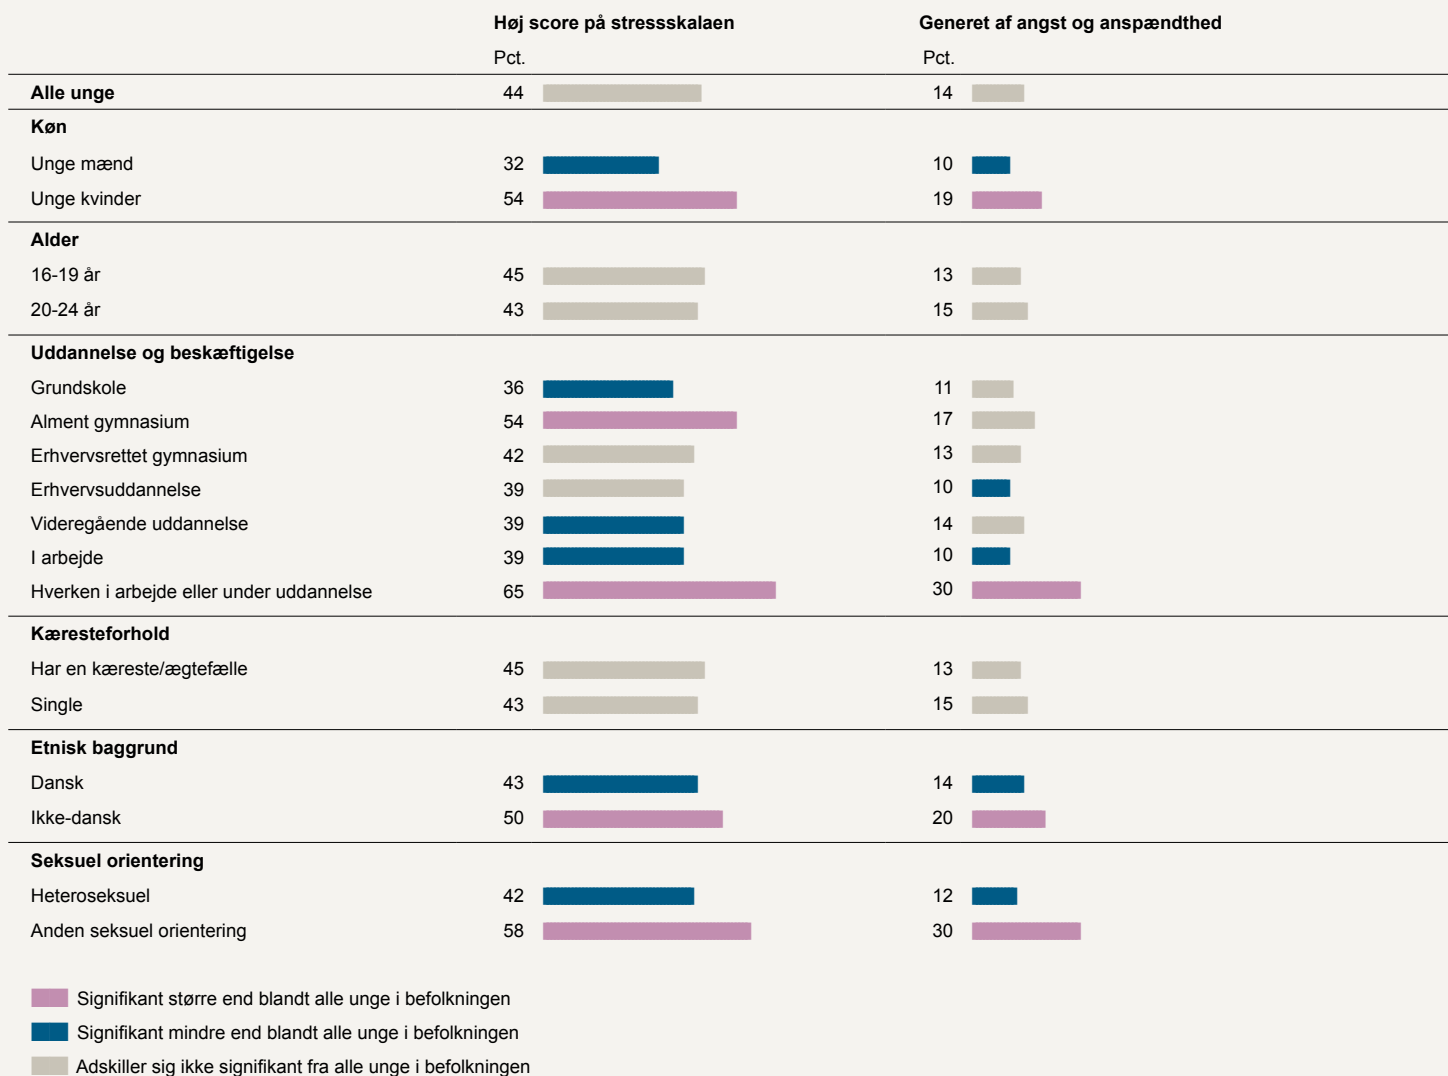 Høj score på stressskalaen Generet af angst og anspændthed
Pct. Pct.
Alle unge 44 14
Køn
Unge mænd 32 10
Unge kvinder 54 19
Alder
16-19 år 45 13
20-24 år 43 15
Uddannelse og beskæftigelse
Grundskole 36 11
Alment gymnasium 54 17
Erhvervsrettet gymnasium 42 13
Erhvervsuddannelse 39 10
Videregående uddannelse 39 14
I arbejde 39 10
Hverken i arbejde eller under uddannelse 65 30
Kæresteforhold
Har en kæreste/ægtefælle 45 13
Single 43 15
Etnisk baggrund
Dansk 43 14
Ikke-dansk 50 20
Seksuel orientering
Heteroseksuel 42 12
Anden seksuel orientering 58 30
Signifikant større end blandt alle unge i befolkningen
Signifikant mindre end blandt alle unge i befolkningen
Adskiller sig ikke signifikant fra alle unge i befolkningen